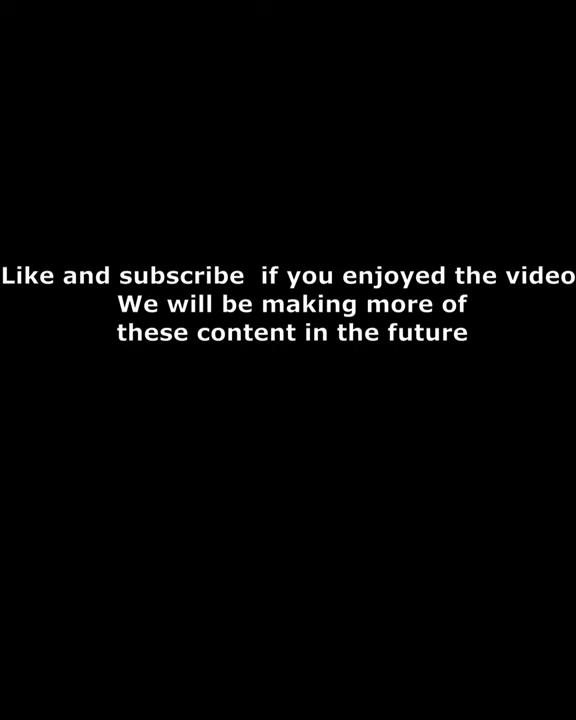 Like and subscribe  if you enjoyed the video
We will be making more of
these content in the future